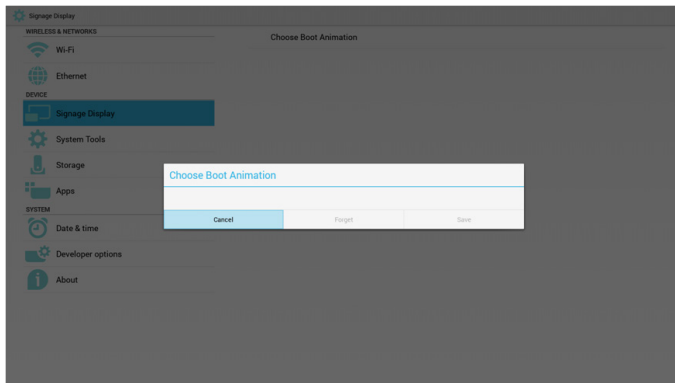 Signage Display
WIRELESS & NETWORKS
Wi-Fi
Ethernet
DEVICE
Signage Display
System Tools
Storage
Apps
SYSTEM
Date & time
Developer options
About
Choose Boot Animation
Choose Boot Animation
Cancel
Forget
Save